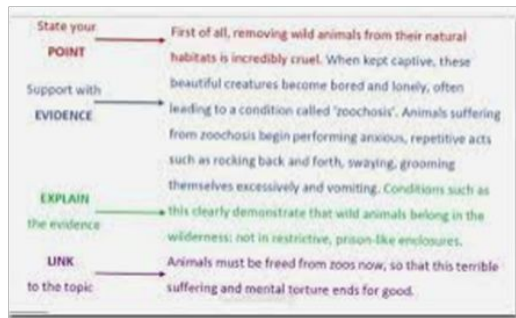 State your
POINT
Support with
EVIDENCE
EXPLAIN
the evidence
LINK
to the topic
First of all, removing wild animals from their natural
habitats is incredibly cruel. When kept captive, these
beautiful creatures become bored and lonely, often
leading to a condition called 'zoochosis'. Animals suffering
from zoochosis begin performing anxious, repetitive acts
such as rocking back and forth, swaying, grooming
themselves excessively and vomiting. Conditions such as
this clearly demonstrate that wild animals belong in the
wilderness: not in restrictive, prison-like enclosures.
Animals must be freed from zoos now, so that this terrible
suffering and mental torture ends for good.